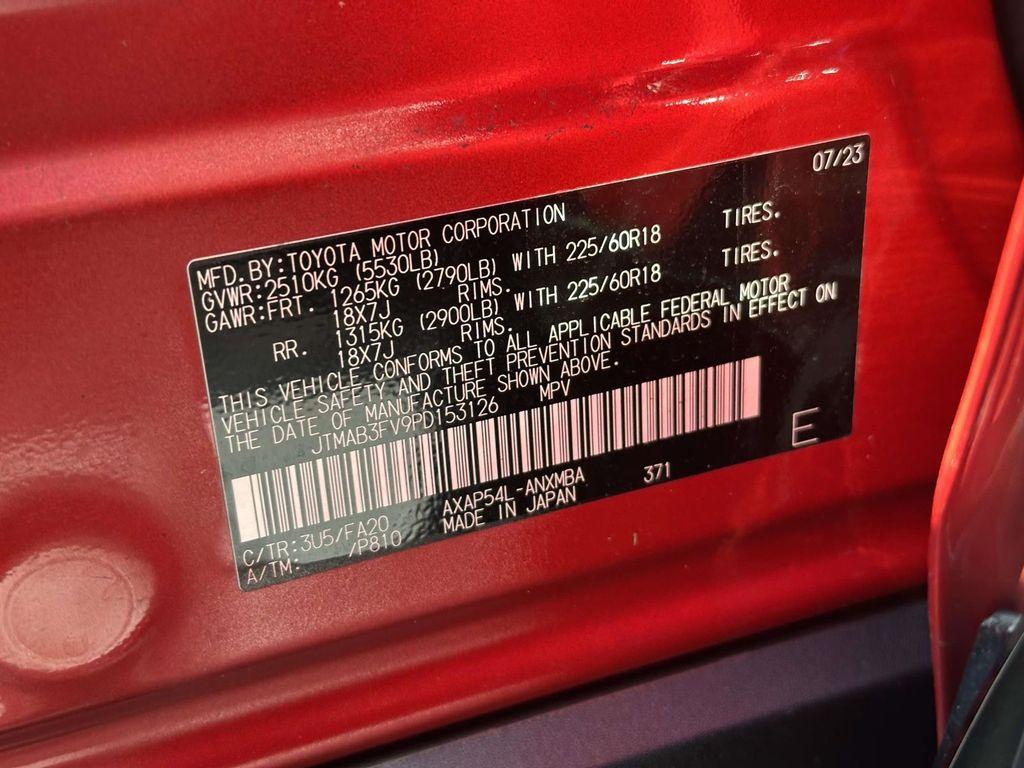 07/23
MFD.BY:TOYOTA MOTOR CORPORATION
GVWR:2510KG (5530LB)
GAWR:FRT. 1265KG (2790LB) WITH 225/60R18 TIRES.
18X7J RIMS.
RR. 1315KG (2900LB) WITH 225/60R18 TIRES.
18X7J RIMS.
THIS VEHICLE CONFORMS TO ALL APPLICABLE FEDERAL MOTOR
VEHICLE SAFETY AND THEFT PREVENTION STANDARDS IN EFFECT ON
THE DATE OF MANUFACTURE SHOWN ABOVE.
JTMAB3FV9PD153126 MPV
E
C/TR:3U5/FA20 AXAP54L-ANXMBA 371
A/TM: /P810 MADE IN JAPAN